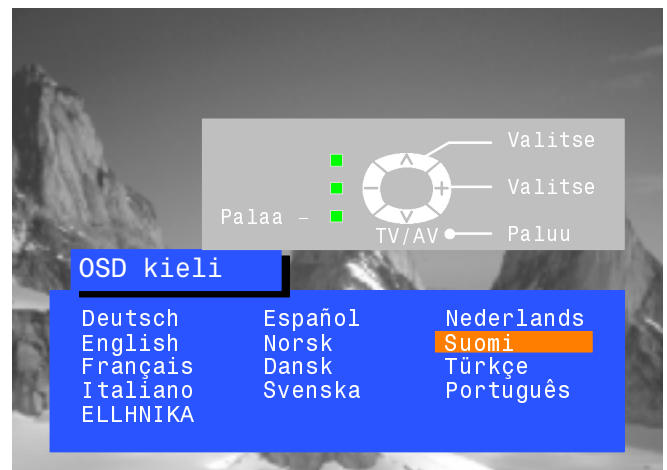 Valitse
Valitse
Palaa –
TV/AV Paluu
OSD kieli
Deutsch Español Nederlands
English Norsk Suomi
Français Dansk Türkçe
Italiano Svenska Português
ELLHNIKA